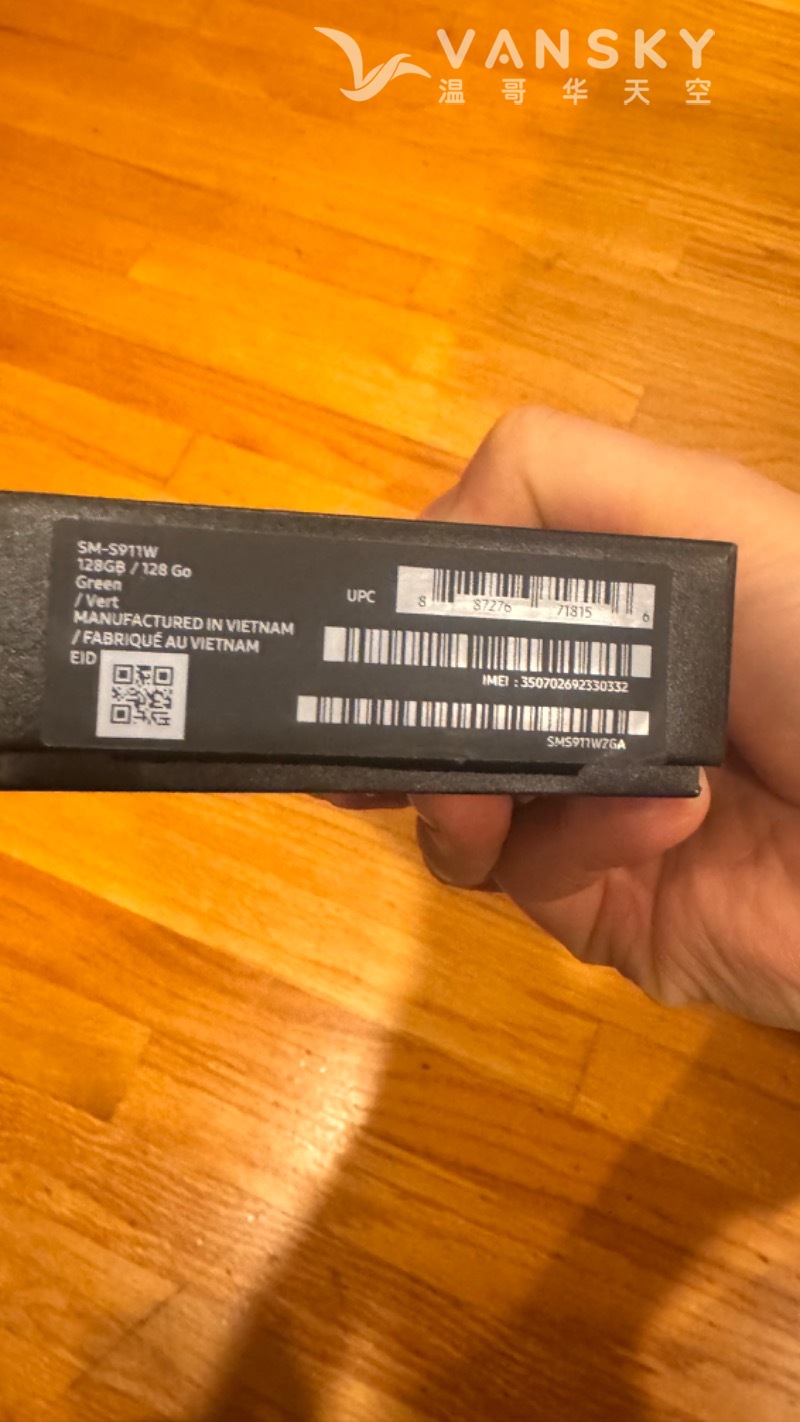 VANSKY
温哥华天空
SM-S911W
128GB / 128 Go
Green
/ Vert
MANUFACTURED IN VIETNAM
/ FABRIQUÉ AU VIETNAM
EID
UPC
8 87276 71815 6
IMEI : 350702692330332
SMS911WZGA